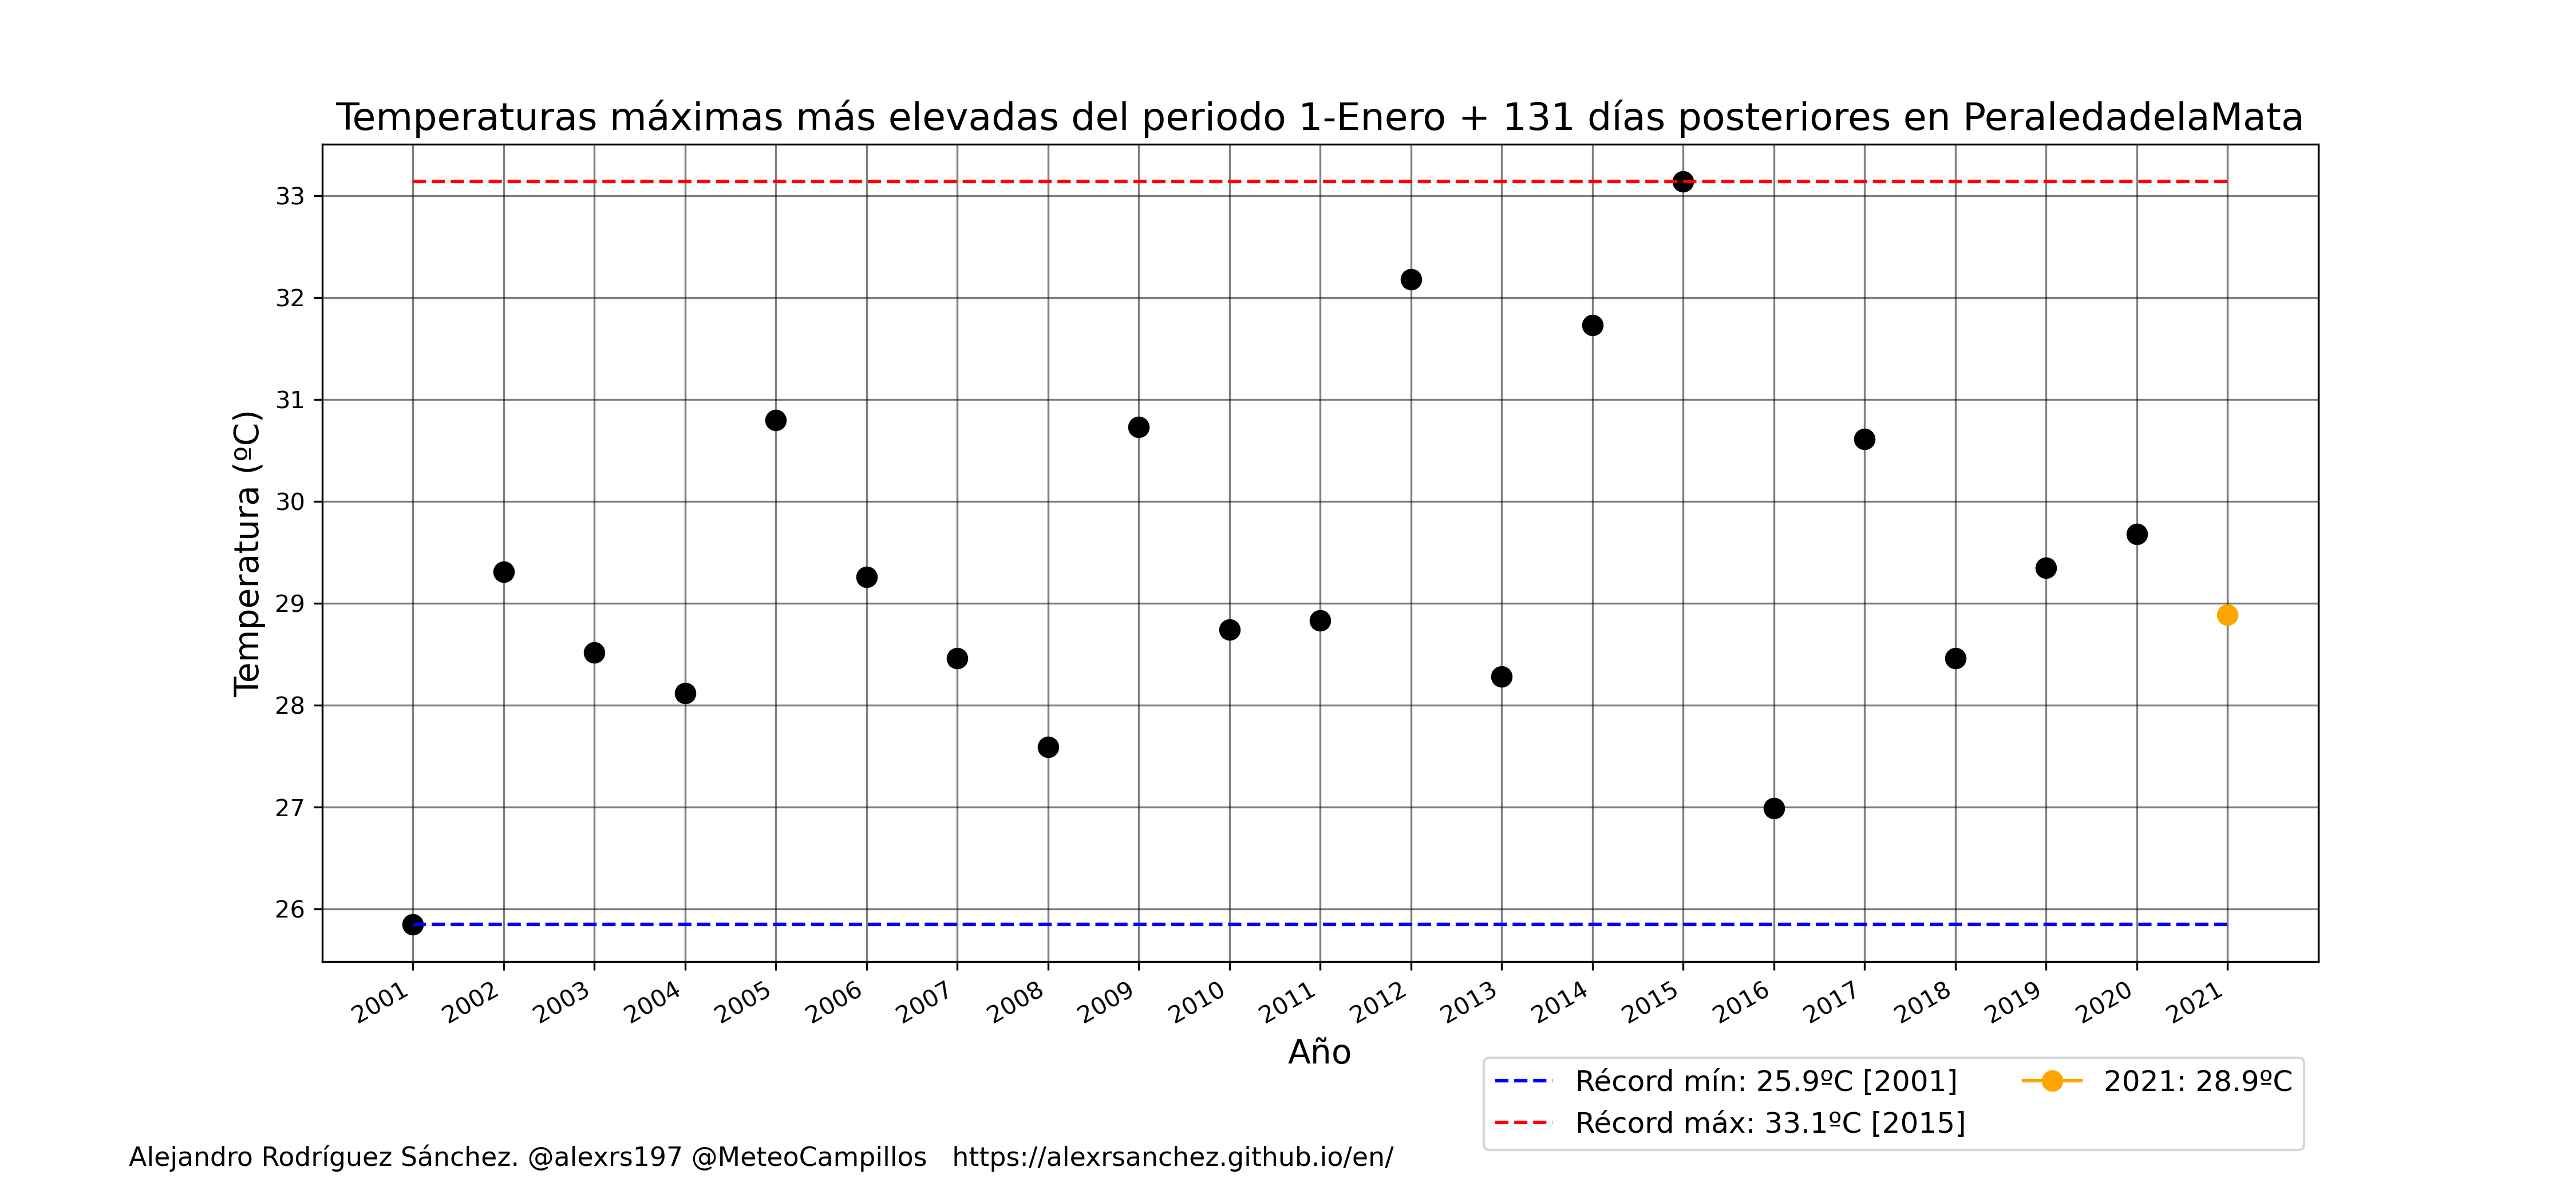 Temperaturas máximas más elevadas del periodo 1-Enero + 131 días posteriores en PeraledadelaMata
Temperatura (ºC)
33
32
31
30
29
28
27
26
2001 2002 2003 2004 2005 2006 2007 2008 2009 2010 2011 2012 2013 2014 2015 2016 2017 2018 2019 2020 2021
Año
Récord mín: 25.9ºC [2001]
Récord máx: 33.1ºC [2015]
2021: 28.9ºC
Alejandro Rodríguez Sánchez. @alexrs197 @MeteoCampillos https://alexrsanchez.github.io/en/